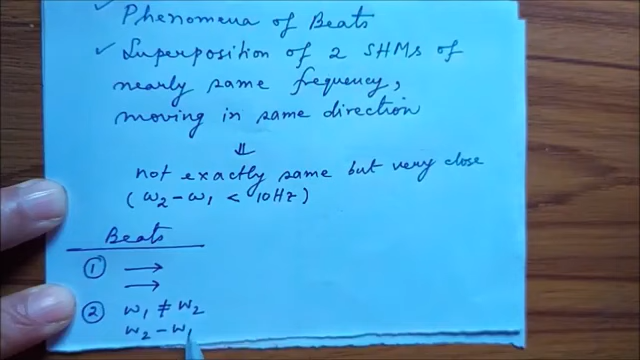 ✓ Phenomena of Beats
✓ Superposition of 2 SHMs of
nearly same frequency,
moving in same direction
⇓
not exactly same but very close
(ω₂ - ω₁ < 10Hz)
Beats
① →
→
② ω₁ ≠ ω₂
ω₂ - ω₁